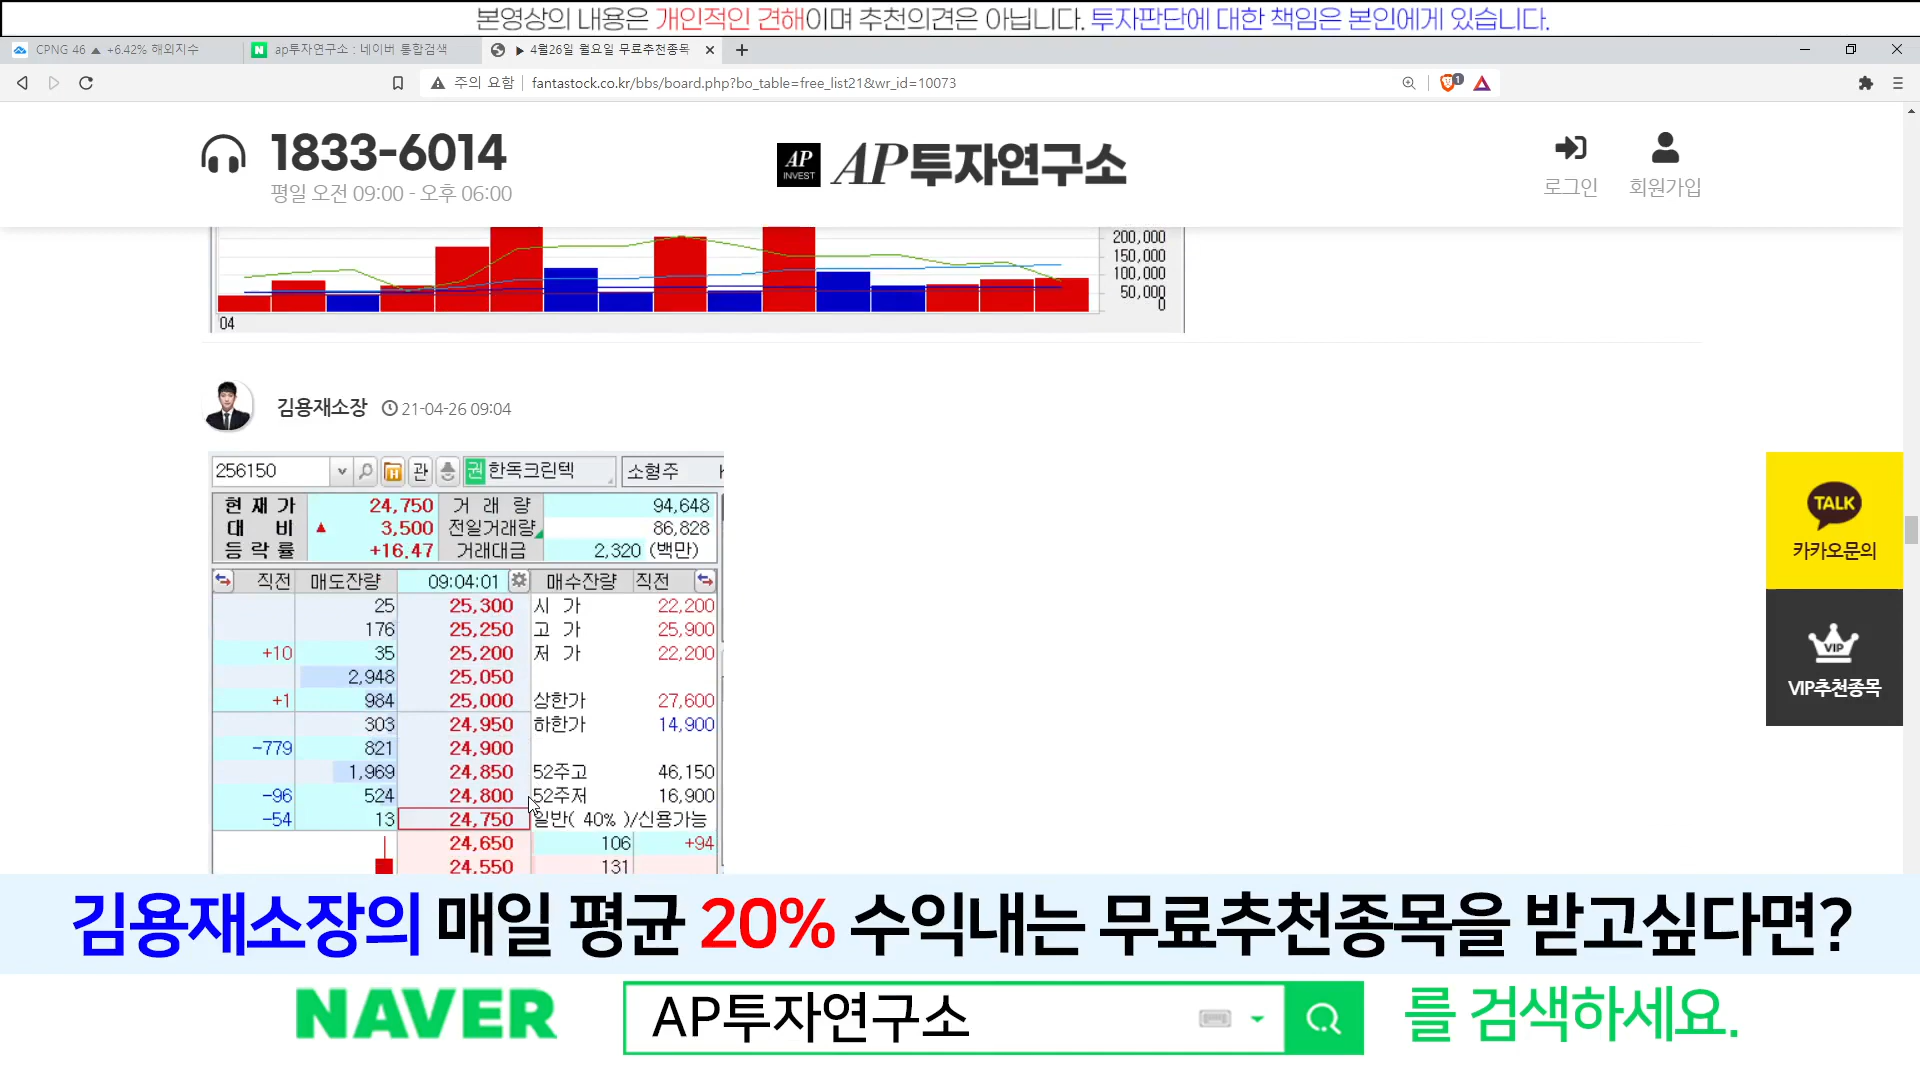 본영상의 내용은 개인적인 견해이며 추천의견은 아닙니다. 투자판단에 대한 책임은 본인에게 있습니다.
CPNG 46 ▲ +6.42% 해외지수
ap투자연구소 : 네이버 통합검색
▶ 4월26일 월요일 무료추천종목
주의 요함 fantastock.co.kr/bbs/board.php?bo_table=free_list21&wr_id=10073
1833-6014
평일 오전 09:00 - 오후 06:00
AP INVEST AP투자연구소
로그인 회원가입
200,000
150,000
100,000
50,000
0
04
김용재소장 21-04-26 09:04
256150 관 권 한독크린텍 소형주
현재가 24,750 거래량 94,648
대비 ▲ 3,500 전일거래량 86,828
등락률 +16.47 거래대금 2,320 (백만)
직전 매도잔량 09:04:01 매수잔량 직전
25 25,300 시가 22,200
176 25,250 고가 25,900
+10 35 25,200 저가 22,200
2,948 25,050
+1 984 25,000 상한가 27,600
303 24,950 하한가 14,900
-779 821 24,900
1,969 24,850 52주고 46,150
-96 524 24,800 52주저 16,900
-54 13 24,750 일반( 40% )/신용가능
24,650 106 +94
24,550 131
TALK
카카오문의
VIP
VIP추천종목
김용재소장의 매일 평균 20% 수익내는 무료추천종목을 받고싶다면?
NAVER AP투자연구소 를 검색하세요.